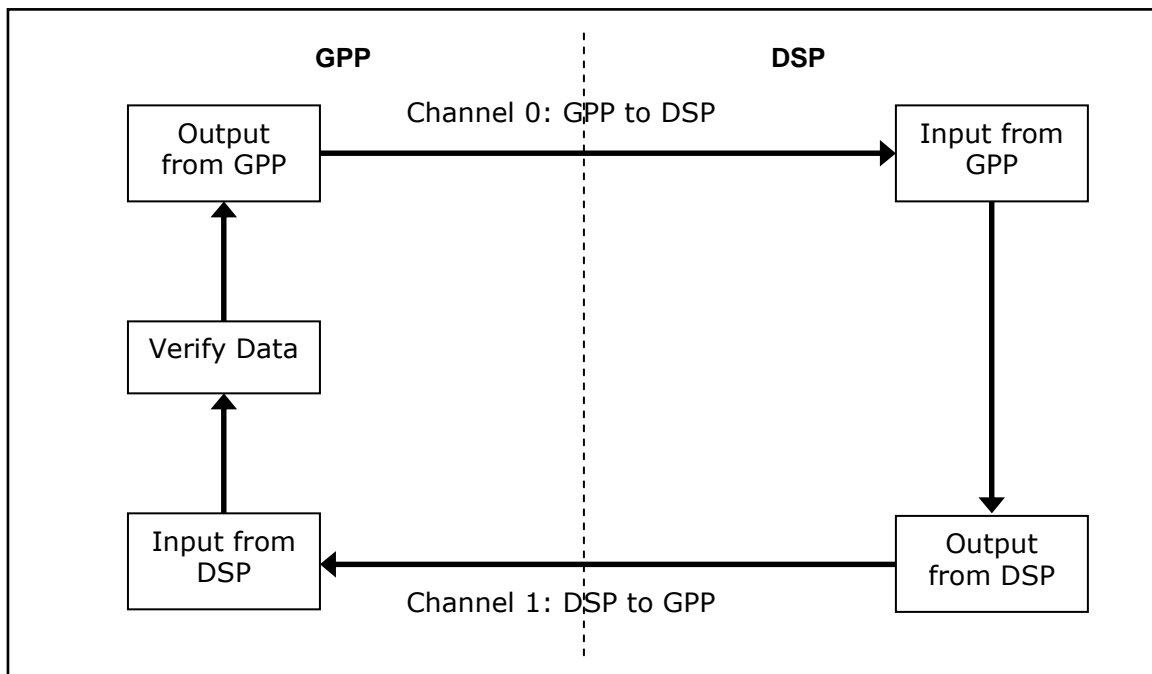 GPP
DSP
Channel 0: GPP to DSP
Output
from GPP
Input from
GPP
Verify Data
Input from
DSP
Output
from DSP
Channel 1: DSP to GPP